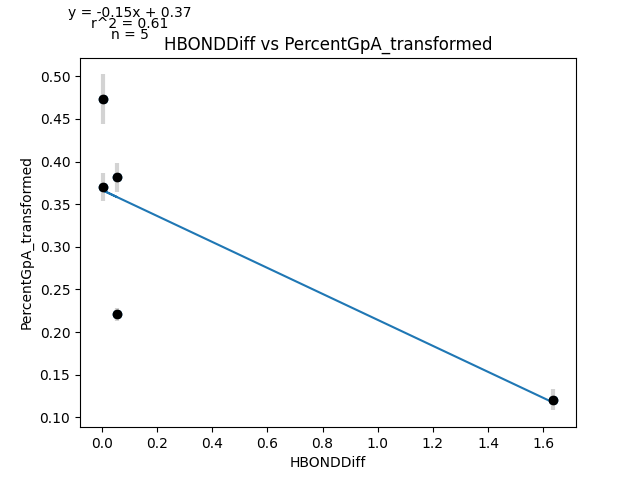 y = -0.15x + 0.37
r^2 = 0.61
n = 5
HBONDDiff vs PercentGpA_transformed
PercentGpA_transformed
0.50
0.45
0.40
0.35
0.30
0.25
0.20
0.15
0.10
0.0 0.2 0.4 0.6 0.8 1.0 1.2 1.4 1.6
HBONDDiff